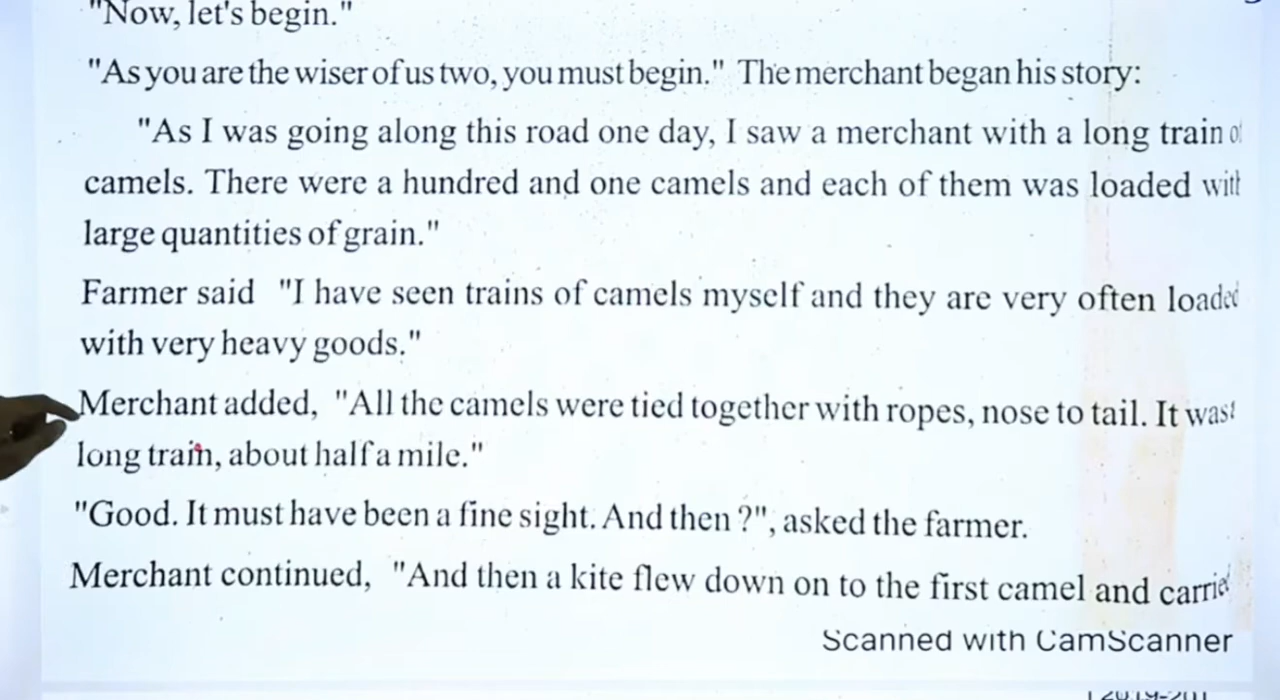 "Now, let's begin."
"As you are the wiser of us two, you must begin." The merchant began his story:
"As I was going along this road one day, I saw a merchant with a long train of
camels. There were a hundred and one camels and each of them was loaded with
large quantities of grain."
Farmer said "I have seen trains of camels myself and they are very often loaded
with very heavy goods."
Merchant added, "All the camels were tied together with ropes, nose to tail. It was
long train, about half a mile."
"Good. It must have been a fine sight. And then ?", asked the farmer.
Merchant continued, "And then a kite flew down on to the first camel and carried
Scanned with CamScanner